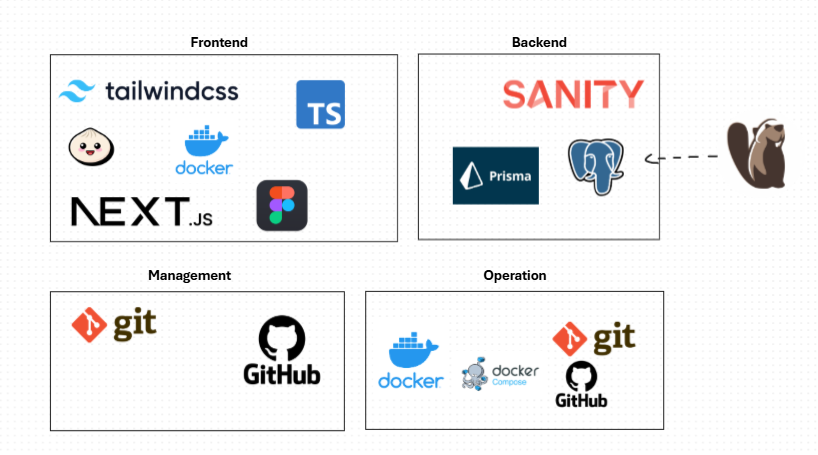 Frontend
Backend
tailwindcss
TS
docker
NEXT.JS
SANITY
Prisma
Management
Operation
git
GitHub
docker
docker
Compose
git
GitHub